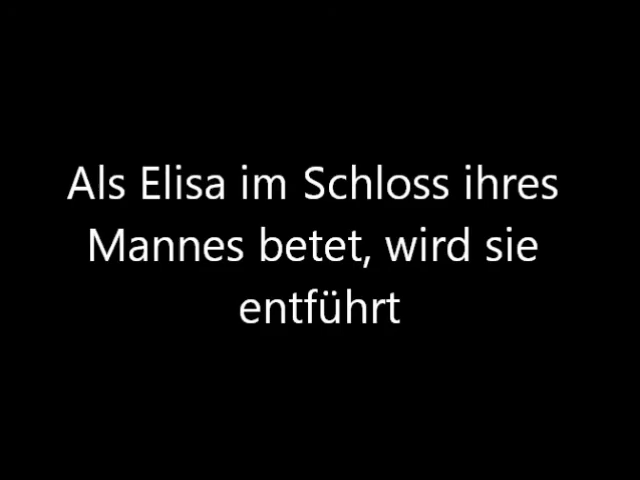 Als Elisa im Schloss ihres
Mannes betet, wird sie
entführt